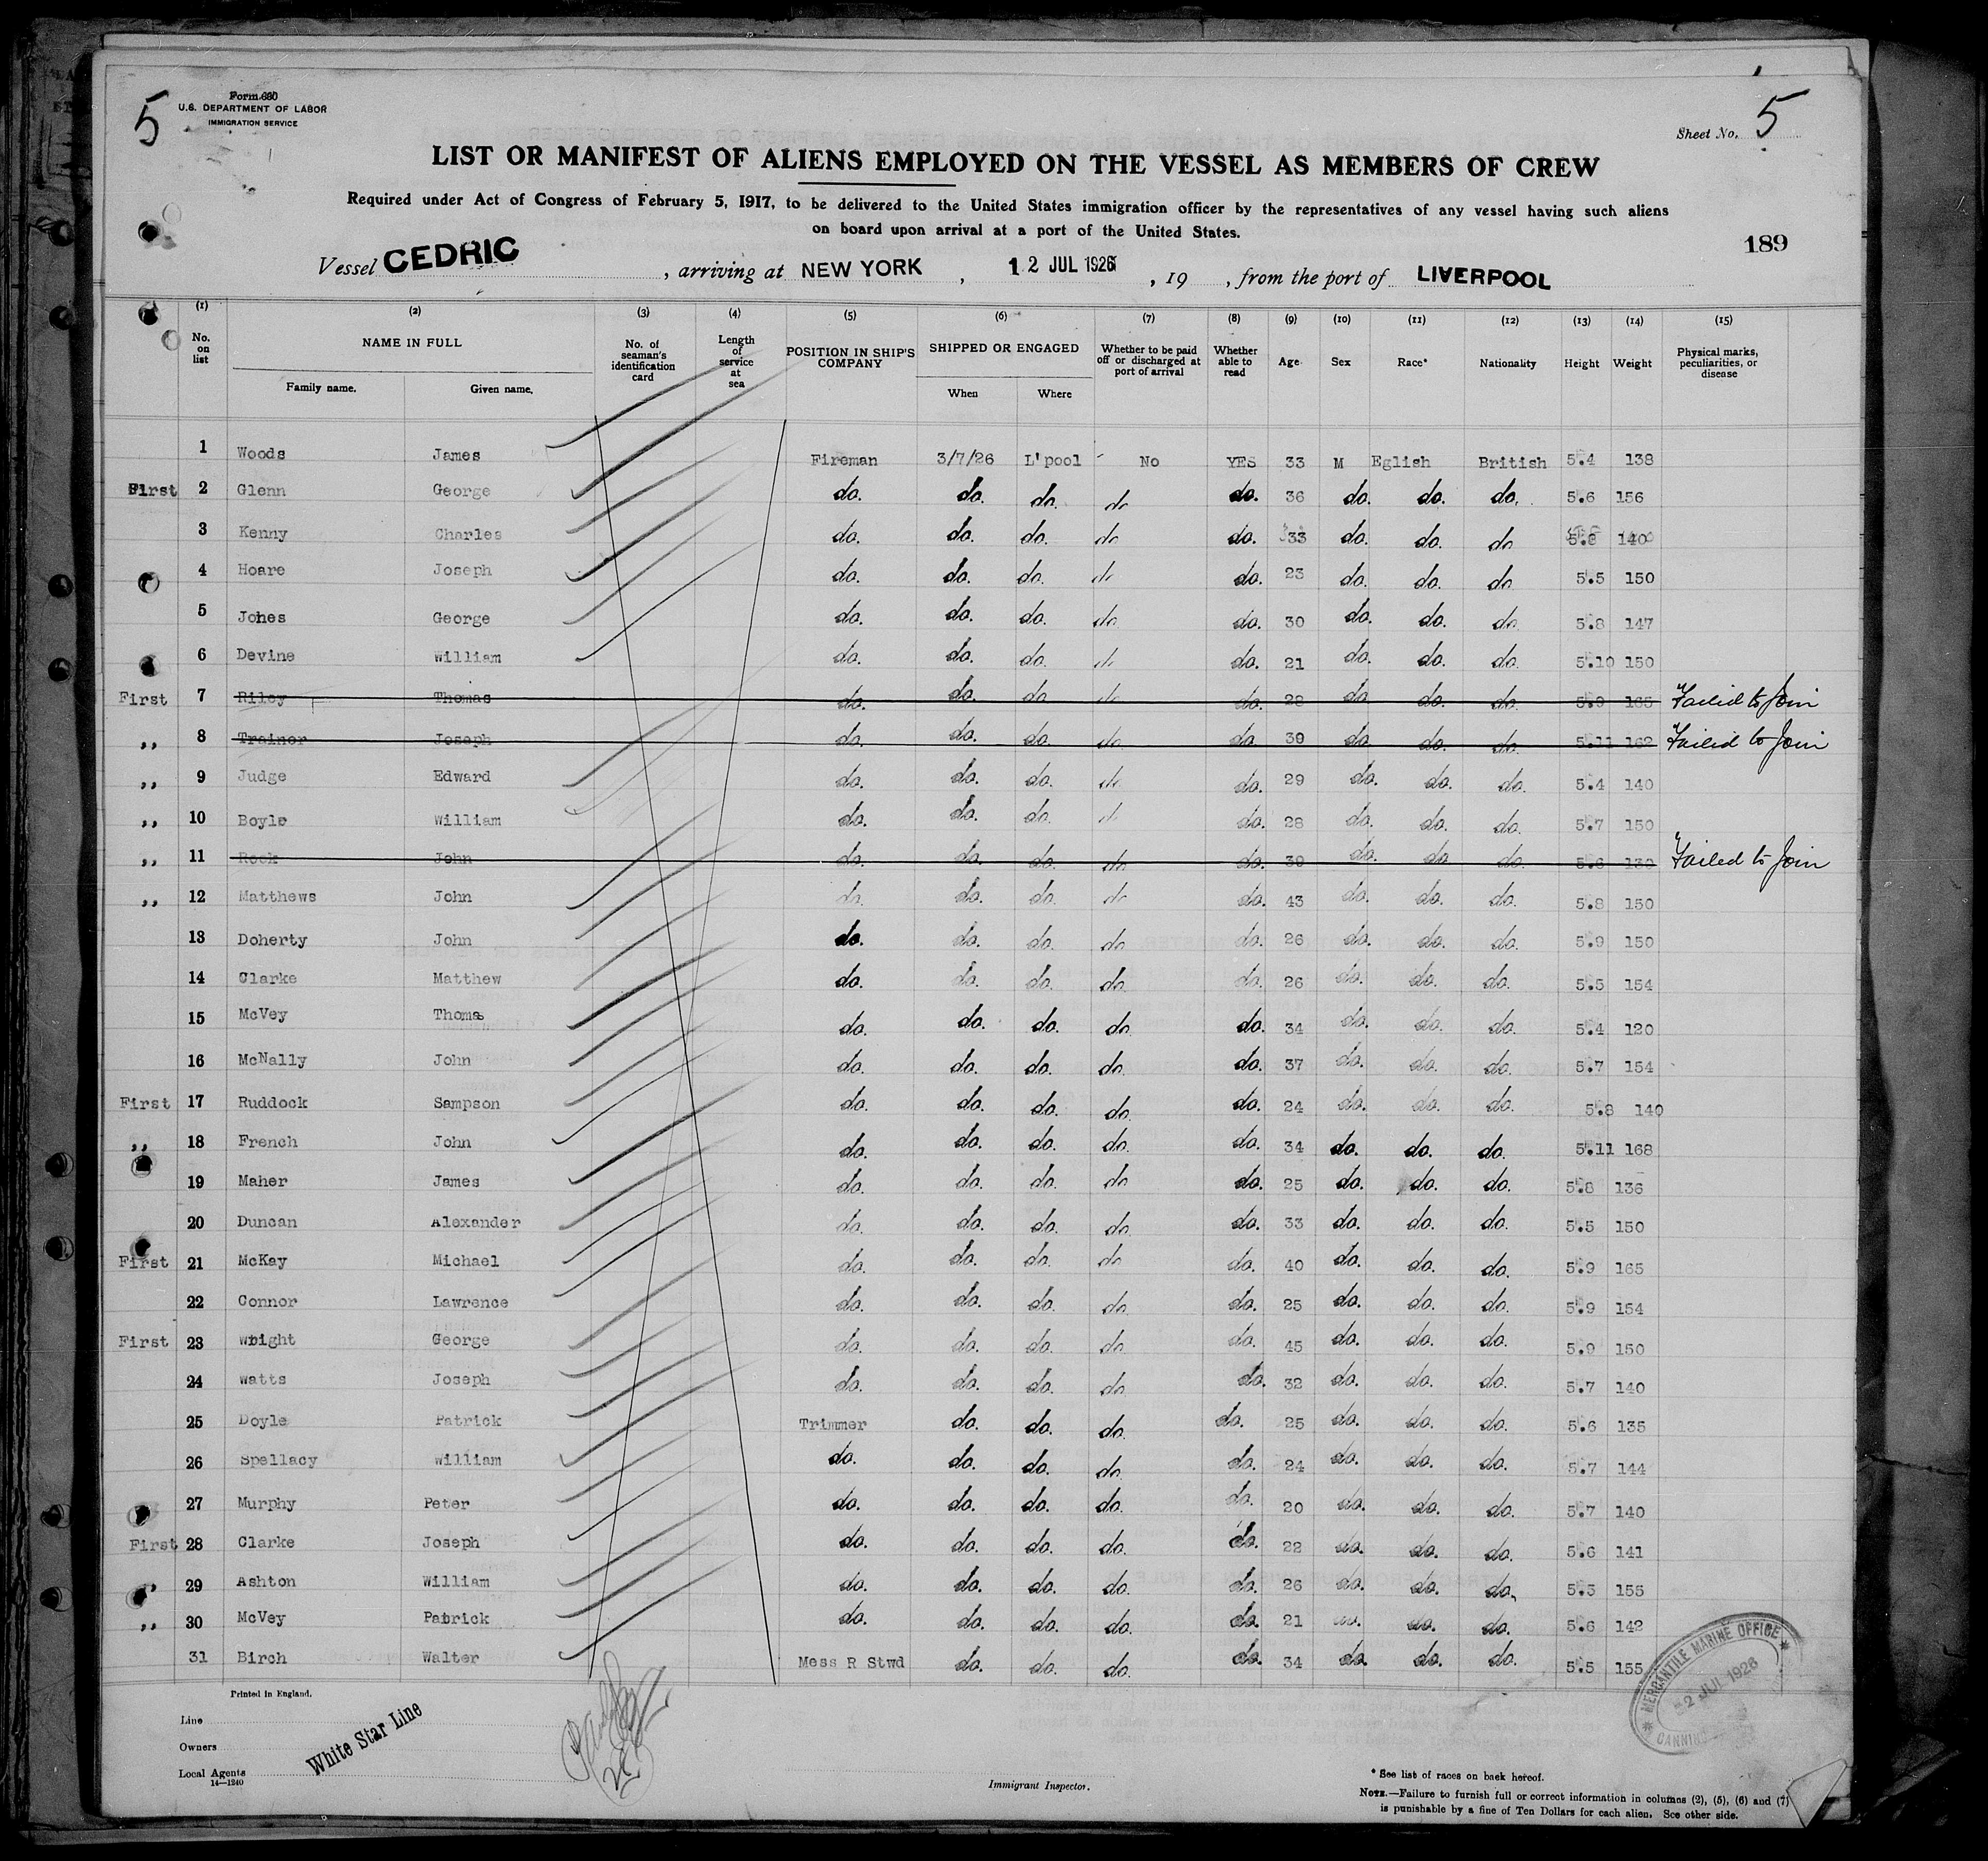 5
Form 680
U.S. DEPARTMENT OF LABOR
IMMIGRATION SERVICE
Sheet No. 5
LIST OR MANIFEST OF ALIENS EMPLOYED ON THE VESSEL AS MEMBERS OF CREW
Required under Act of Congress of February 5, 1917, to be delivered to the United States immigration officer by the representatives of any vessel having such aliens
on board upon arrival at a port of the United States.
189
Vessel CEDRIC, arriving at NEW YORK, 12 JUL 1926, 19 , from the port of LIVERPOOL
(1) (2) (3) (4) (5) (6) (7) (8) (9) (10) (11) (12) (13) (14) (15)
No. on list NAME IN FULL Family name. Given name. No. of seaman's identification card Length of service at sea POSITION IN SHIP'S COMPANY SHIPPED OR ENGAGED When Where Whether to be paid off or discharged at port of arrival Whether able to read Age Sex Race* Nationality Height Weight Physical marks, peculiarities, or disease
1 Woods James Fireman 3/7/26 L'pool No YES 33 M Eglish British 5.4 138
First 2 Glenn George do. do. do. do do. 36 do. do. do. 5.6 156
3 Kenny Charles do. do. do. do do. 33 do. do. do 140
4 Hoare Joseph do. do. do. do do. 23 do. do. do 5.5 150
5 Jones George do. do. do. do do. 30 do. do. do. 5.8 147
6 Devine William do. do. do. do do. 21 do. do. do. 5.10 150
First 7 Riley Thomas do. do. do do do. 28 do. do. do. 5.9 165 Failed to Join
,, 8 Trainor Joseph do. do. do. do do. 39 do. do. do. 5.11 162 Failed to Join
,, 9 Judge Edward do. do. do. do do. 29 do. do. do. 5.4 140
,, 10 Boyle William do. do. do. do do. 28 do. do. do. 5.7 150
,, 11 Rock John do. do. do. do do. 39 do. do. do. 5.6 130 Failed to Join
,, 12 Matthews John do. do. do. do do. 43 do. do. do. 5.8 150
13 Doherty John do. do. do. do do. 26 do. do. do. 5.9 150
14 Clarke Matthew do. do. do. do do. 26 do. do. do. 5.5 154
15 McVey Thomas do. do. do. do do. 34 do. do. do. 5.4 120
16 McNally John do. do. do. do do. 37 do. do. do. 5.7 154
First 17 Ruddock Sampson do. do. do. do do. 24 do. do. do. 5.8 140
,, 18 French John do. do. do. do. do. 34 do. do. do. 5.11 168
19 Maher James do. do. do. do do. 25 do. do. do. 5.8 136
20 Duncan Alexander do. do. do. do do. 33 do. do. do. 5.5 150
First 21 McKay Michael do. do. do. do do. 40 do. do. do. 5.9 165
22 Connor Lawrence do. do. do. do. do. 25 do. do. do. 5.9 154
First 23 Wright George do. do. do. do do. 45 do. do. do. 5.9 150
24 watts Joseph do. do. do. do do. 32 do. do. do. 5.7 140
25 Doyle Patrick Trimmer do. do. do. do. 25 do. do. do. 5.6 135
26 Spellacy William do. do. do. do do. 24 do. do. do. 5.7 144
27 Murphy Peter do. do. do. do. do. 20 do. do. do. 5.7 140
First 28 Clarke Joseph do. do. do. do. do. 22 do. do. do. 5.6 141
,, 29 Ashton William do. do. do. do. do. 26 do. do. do. 5.5 155
,, 30 McVey Patrick do. do. do. do. do. 21 do. do. do. 5.6 142
31 Birch Walter Mess R Stwd do. do. do. do. 34 do. do. do. 5.5 155
Printed in England.
Line
Owners White Star Line
Local Agents
14—1240
Immigrant Inspector.
MERCANTILE MARINE OFFICE
2 JUL 1926
CANNING
* See list of races on back hereof.
NOTE.—Failure to furnish full or correct information in columns (2), (5), (6) and (7)
is punishable by a fine of Ten Dollars for each alien. See other side.